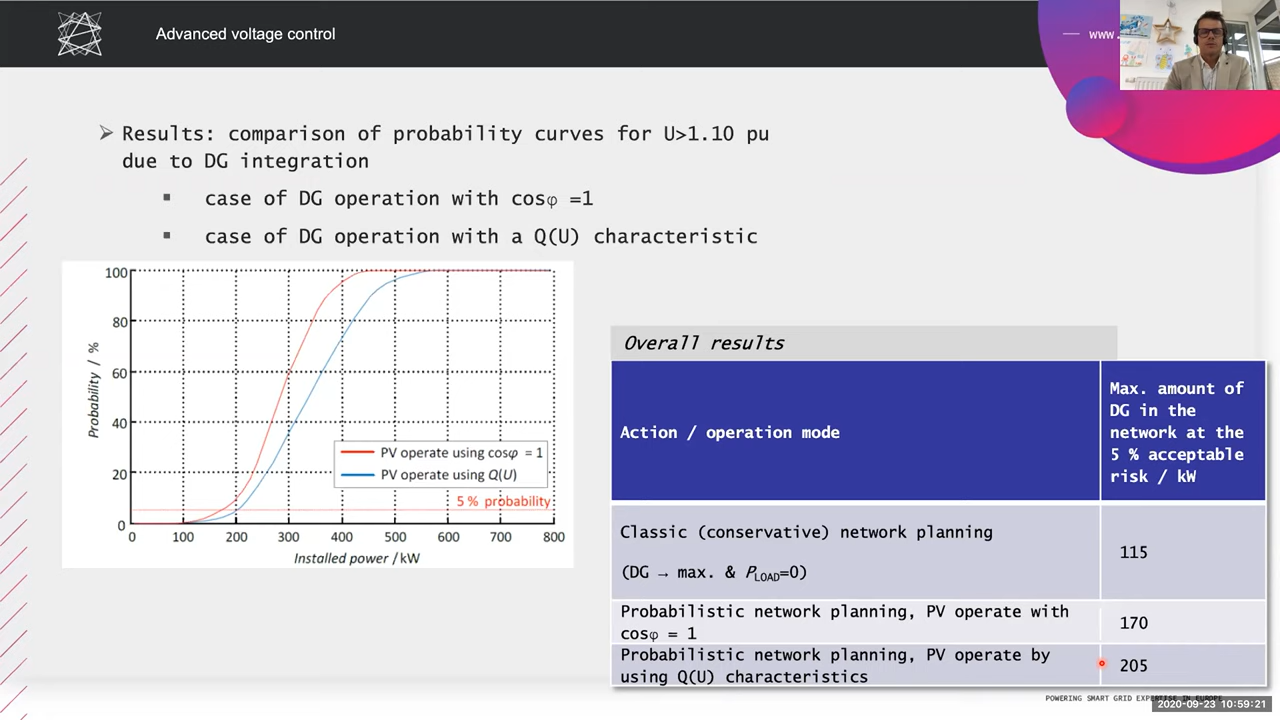 Advanced voltage control
www.
Results: comparison of probability curves for U>1.10 pu
due to DG integration
case of DG operation with cosφ =1
case of DG operation with a Q(U) characteristic
100
80
60
40
20
0
Probability / %
PV operate using cosφ = 1
PV operate using Q(U)
5 % probability
0 100 200 300 400 500 600 700 800
Installed power / kW
Overall results
Action / operation mode
Max. amount of
DG in the
network at the
5 % acceptable
risk / kW
Classic (conservative) network planning
(DG → max. & PLOAD=0)
115
Probabilistic network planning, PV operate with
cosφ = 1
170
Probabilistic network planning, PV operate by
using Q(U) characteristics
205
POWERING SMART GRID EXPERTISE IN EUROPE
2020-09-23 10:59:21